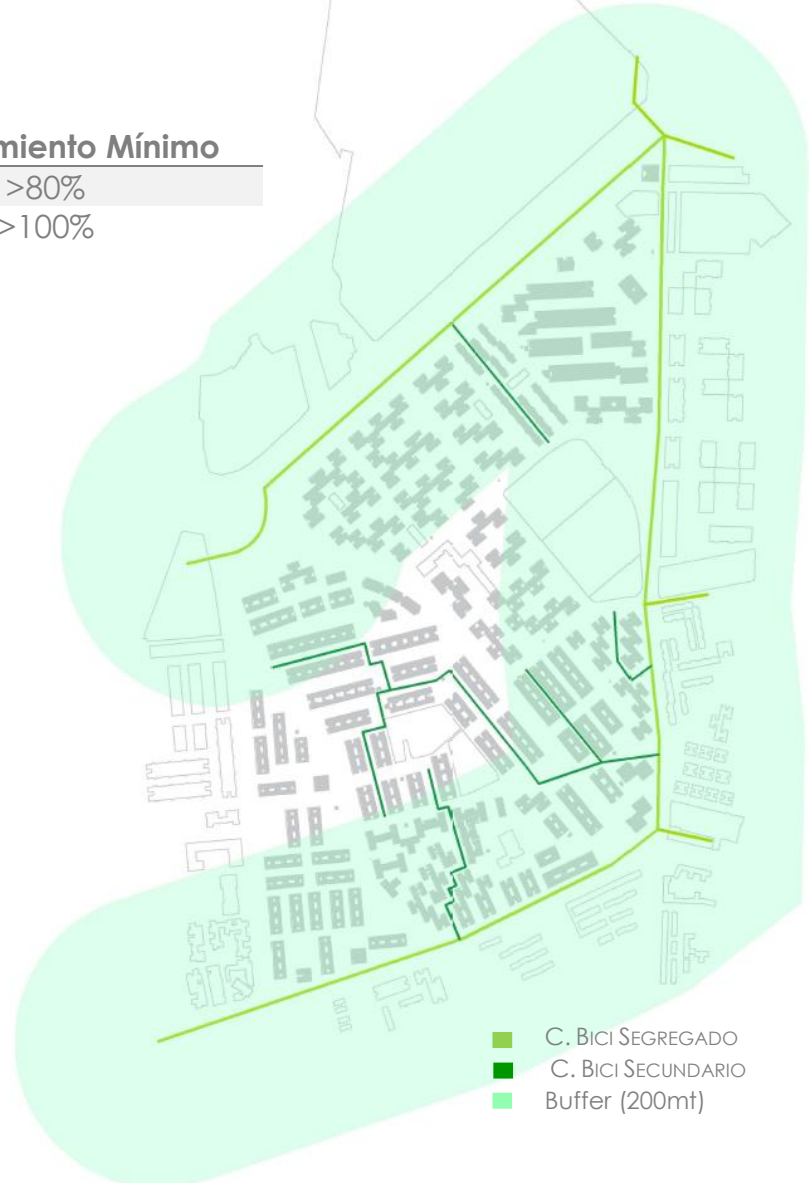 miento Mínimo
>80%
>100%
C. BICI SEGREGADO
C. BICI SECUNDARIO
Buffer (200mt)